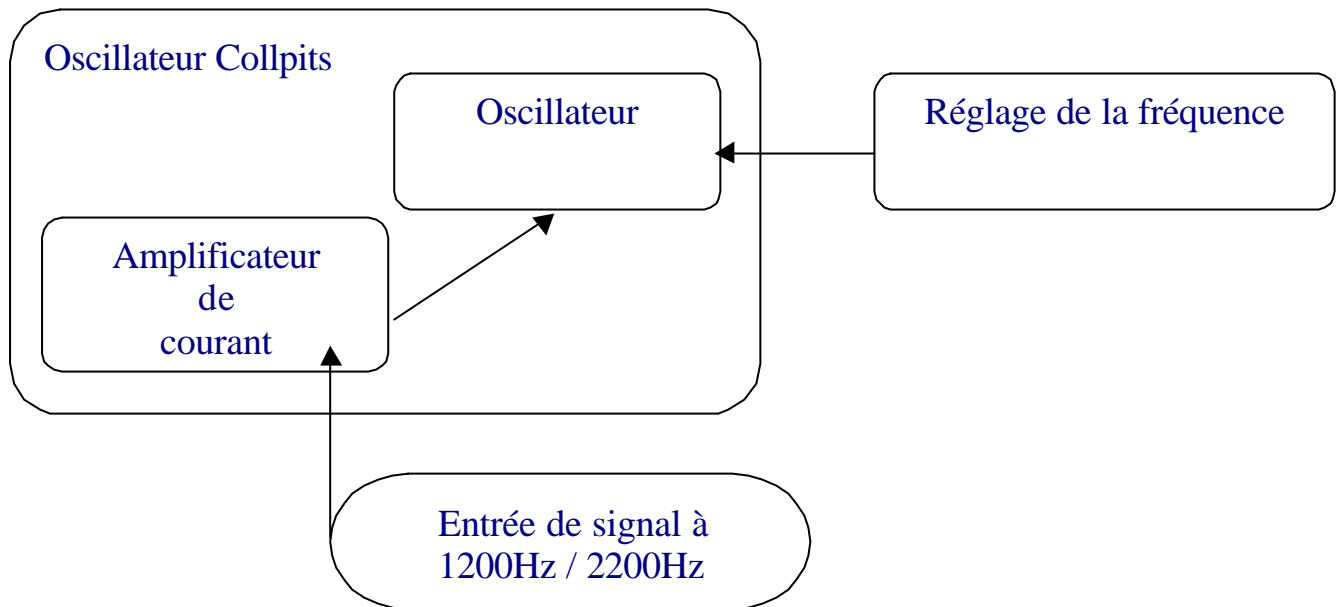 Oscillateur Collpits
Oscillateur
Réglage de la fréquence
Amplificateur
de
courant
Entrée de signal à
1200Hz / 2200Hz